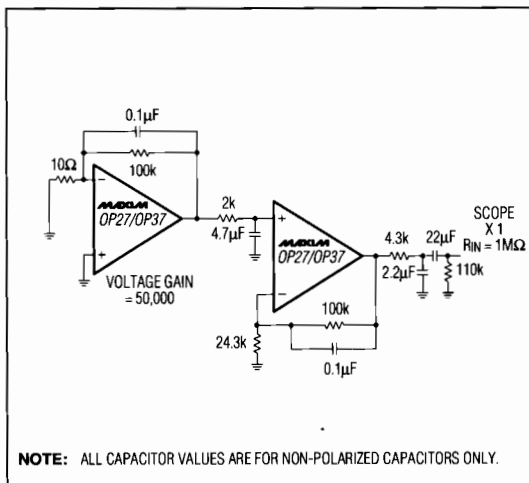 0.1µF
100k
10Ω
−
+
MAXIM
OP27/OP37
VOLTAGE GAIN
= 50,000
2k
4.7µF
+
−
MAXIM
OP27/OP37
4.3k
22µF
2.2µF
110k
SCOPE
X 1
RIN = 1MΩ
100k
24.3k
0.1µF
NOTE: ALL CAPACITOR VALUES ARE FOR NON-POLARIZED CAPACITORS ONLY.